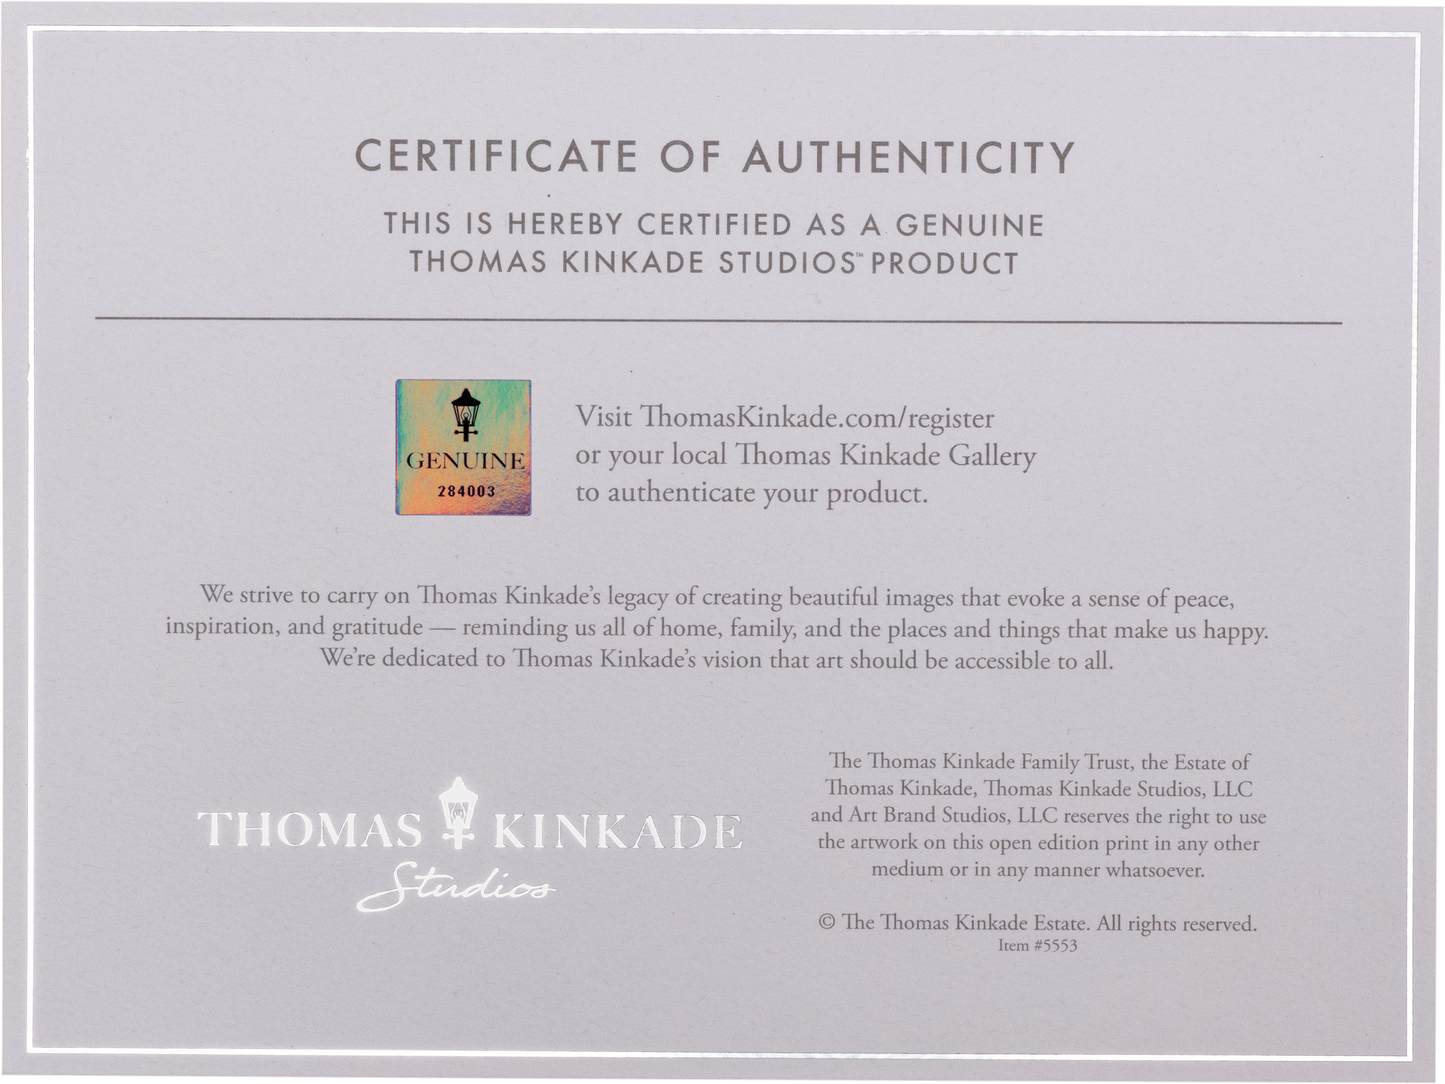 CERTIFICATE OF AUTHENTICITY
THIS IS HEREBY CERTIFIED AS A GENUINE
THOMAS KINKADE STUDIOS™ PRODUCT
GENUINE
284003
Visit ThomasKinkade.com/register
or your local Thomas Kinkade Gallery
to authenticate your product.
We strive to carry on Thomas Kinkade's legacy of creating beautiful images that evoke a sense of peace,
inspiration, and gratitude — reminding us all of home, family, and the places and things that make us happy.
We're dedicated to Thomas Kinkade's vision that art should be accessible to all.
THOMAS KINKADE
Studios
The Thomas Kinkade Family Trust, the Estate of
Thomas Kinkade, Thomas Kinkade Studios, LLC
and Art Brand Studios, LLC reserves the right to use
the artwork on this open edition print in any other
medium or in any manner whatsoever.
© The Thomas Kinkade Estate. All rights reserved.
Item #5553